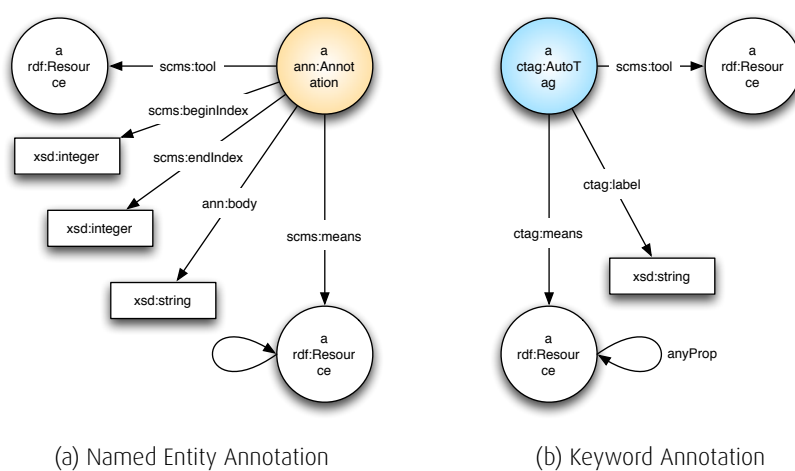 a
rdf:Resour
ce
scms:tool
a
ann:Annot
ation
scms:beginIndex
xsd:integer
scms:endIndex
xsd:integer
ann:body
xsd:string
scms:means
a
rdf:Resour
ce
(a) Named Entity Annotation
a
ctag:AutoT
ag
scms:tool
a
rdf:Resour
ce
ctag:label
ctag:means
xsd:string
a
rdf:Resour
ce
anyProp
(b) Keyword Annotation